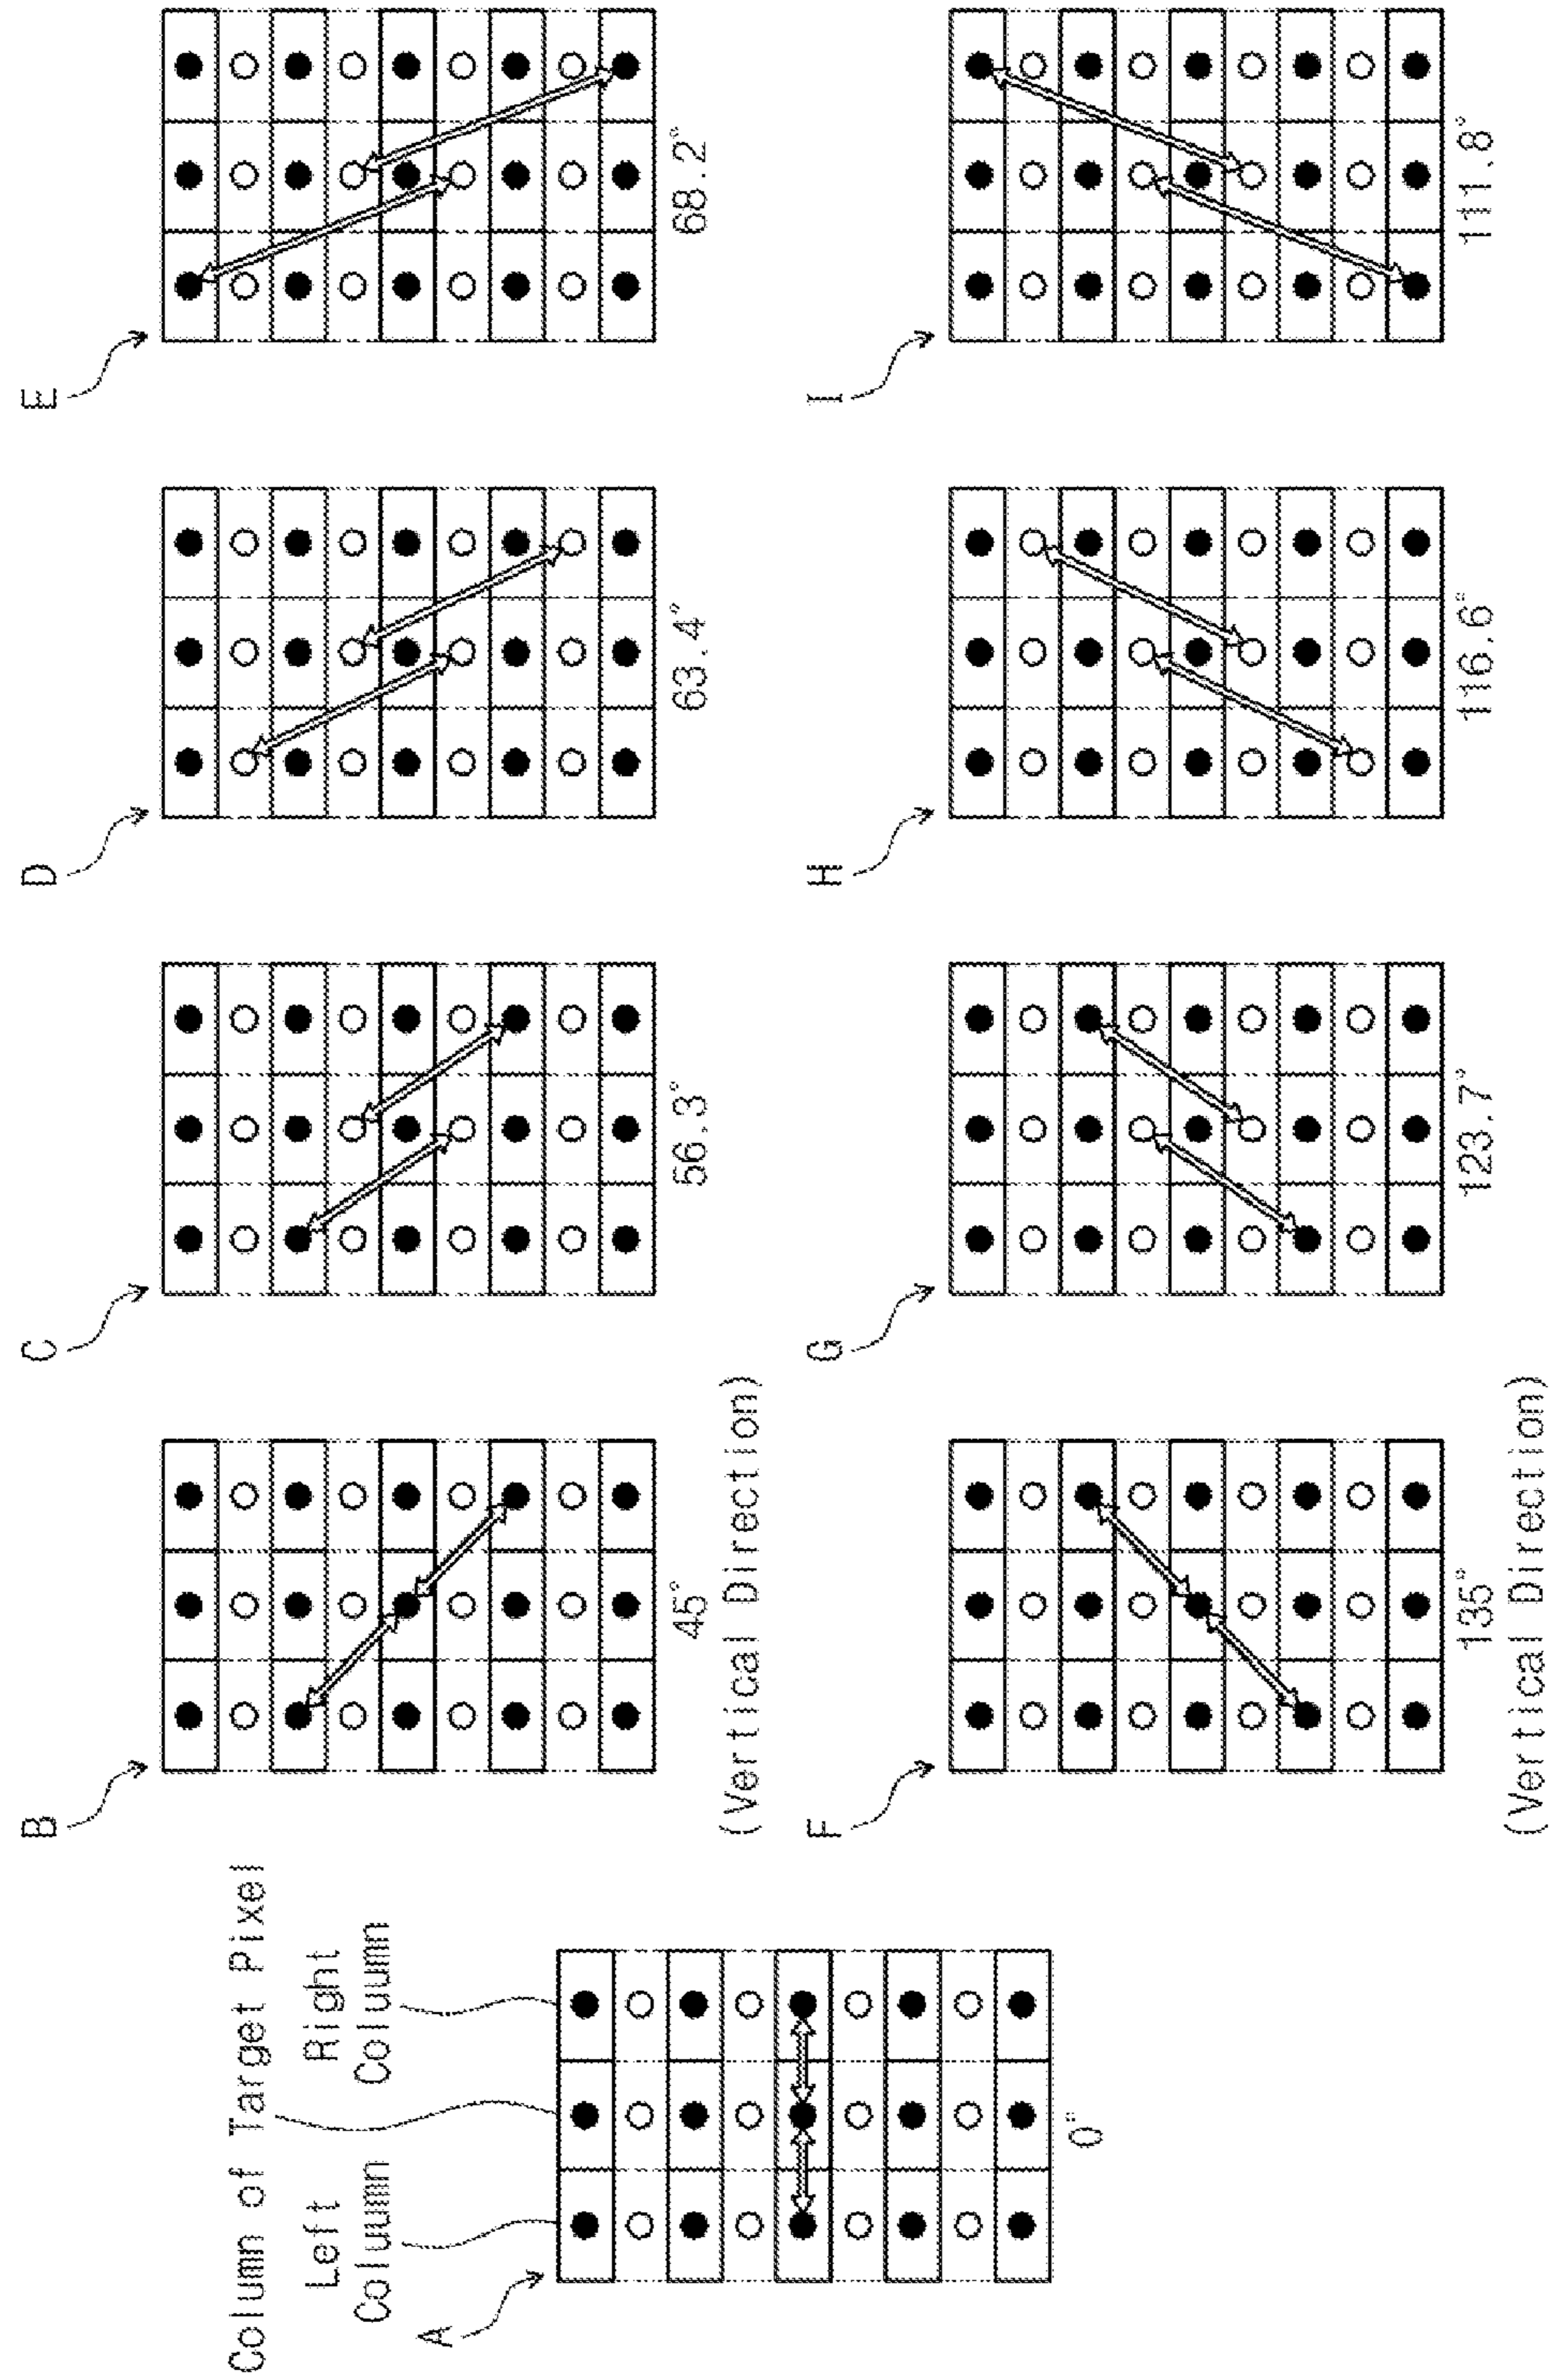 Column of Target Pixel
Left
Coluumn
Right
Coluumn
A
0"
B
45°
(Vertical Direction)
C
56.3°
D
63.4"
E
68.2"
F
135°
(Vertical Direction)
G
123.7°
H
116.6"
I
111.8°